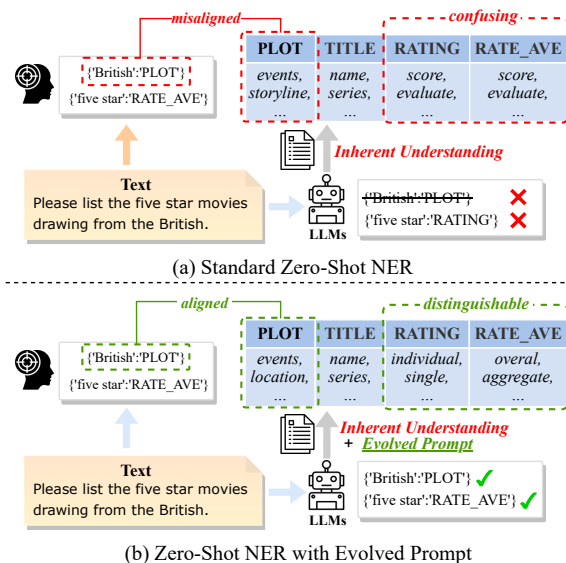 misaligned
confusing
PLOT TITLE RATING RATE_AVE
{'British':'PLOT'}
{'five star':'RATE_AVE'}
events, name, score, score,
storyline, series, evaluate, evaluate,
... ... ... ...
Inherent Understanding
Text
Please list the five star movies
drawing from the British.
LLMs
{'British':'PLOT'}
{'five star':'RATING'}
(a) Standard Zero-Shot NER
aligned
distinguishable
PLOT TITLE RATING RATE_AVE
{'British':'PLOT'}
{'five star':'RATE_AVE'}
events, name, individual, overal,
location, series, single, aggregate,
... ... ... ...
Inherent Understanding
+ Evolved Prompt
Text
Please list the five star movies
drawing from the British.
LLMs
{'British':'PLOT'}
{'five star':'RATE_AVE'}
(b) Zero-Shot NER with Evolved Prompt